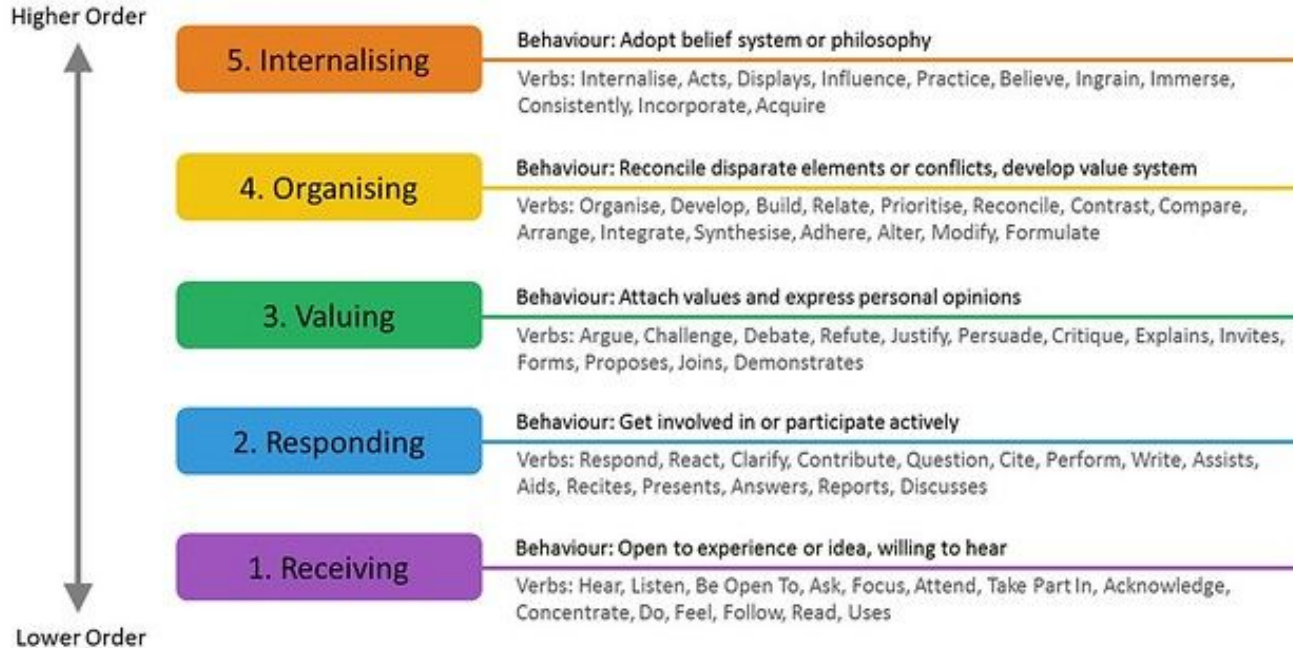 Higher Order
5. Internalising
Behaviour: Adopt belief system or philosophy
Verbs: Internalise, Acts, Displays, Influence, Practice, Believe, Ingrain, Immerse,
Consistently, Incorporate, Acquire
4. Organising
Behaviour: Reconcile disparate elements or conflicts, develop value system
Verbs: Organise, Develop, Build, Relate, Prioritise, Reconcile, Contrast, Compare,
Arrange, Integrate, Synthesise, Adhere, Alter, Modify, Formulate
3. Valuing
Behaviour: Attach values and express personal opinions
Verbs: Argue, Challenge, Debate, Refute, Justify, Persuade, Critique, Explains, Invites,
Forms, Proposes, Joins, Demonstrates
2. Responding
Behaviour: Get involved in or participate actively
Verbs: Respond, React, Clarify, Contribute, Question, Cite, Perform, Write, Assists,
Aids, Recites, Presents, Answers, Reports, Discusses
1. Receiving
Behaviour: Open to experience or idea, willing to hear
Verbs: Hear, Listen, Be Open To, Ask, Focus, Attend, Take Part In, Acknowledge,
Concentrate, Do, Feel, Follow, Read, Uses
Lower Order